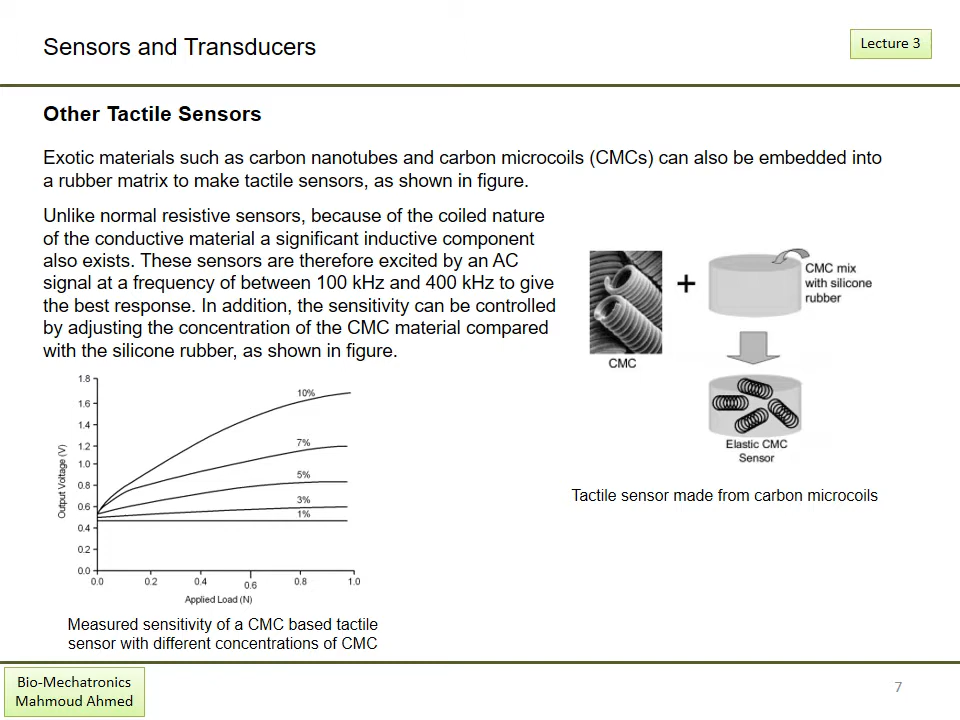 Sensors and Transducers
Lecture 3
Other Tactile Sensors
Exotic materials such as carbon nanotubes and carbon microcoils (CMCs) can also be embedded into
a rubber matrix to make tactile sensors, as shown in figure.
Unlike normal resistive sensors, because of the coiled nature
of the conductive material a significant inductive component
also exists. These sensors are therefore excited by an AC
signal at a frequency of between 100 kHz and 400 kHz to give
the best response. In addition, the sensitivity can be controlled
by adjusting the concentration of the CMC material compared
with the silicone rubber, as shown in figure.
+
CMC mix
with silicone
rubber
CMC
Elastic CMC
Sensor
Tactile sensor made from carbon microcoils
Output Voltage (V)
1.8
1.6
1.4
1.2
1.0
0.8
0.6
0.4
0.2
0.0
10%
7%
5%
3%
1%
0.0 0.2 0.4 0.6 0.8 1.0
Applied Load (N)
Measured sensitivity of a CMC based tactile
sensor with different concentrations of CMC
Bio-Mechatronics
Mahmoud Ahmed
7